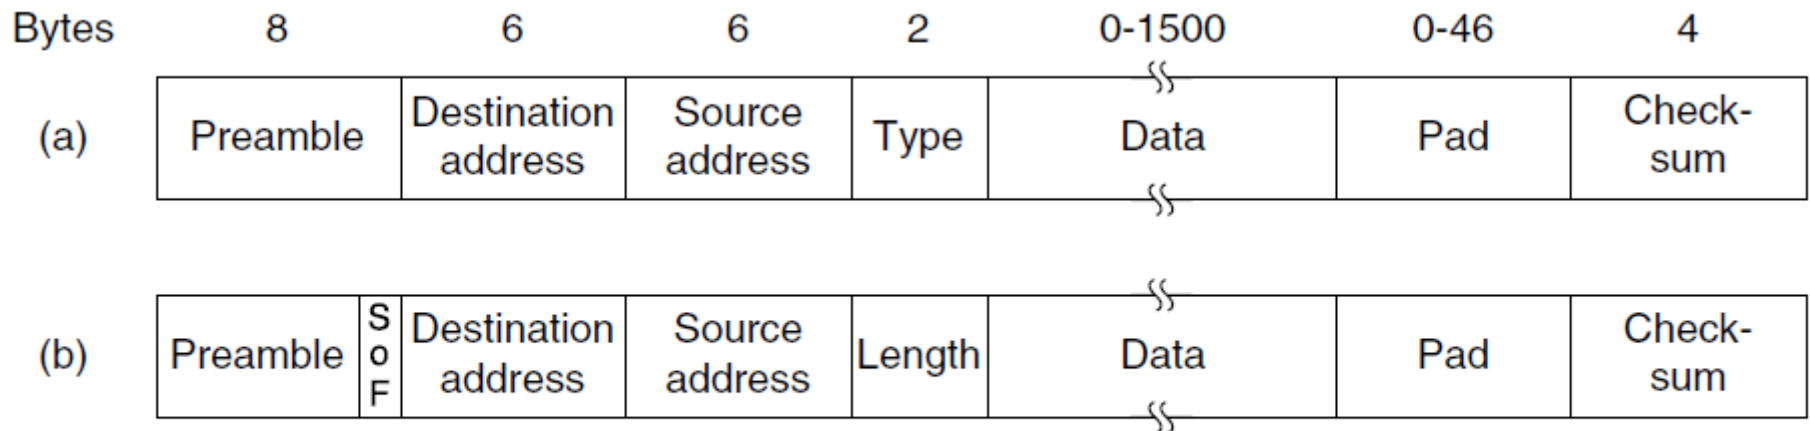 Bytes 8 6 6 2 0-1500 0-46 4
(a) Preamble Destination address Source address Type Data Pad Check-sum
(b) Preamble SoF Destination address Source address Length Data Pad Check-sum